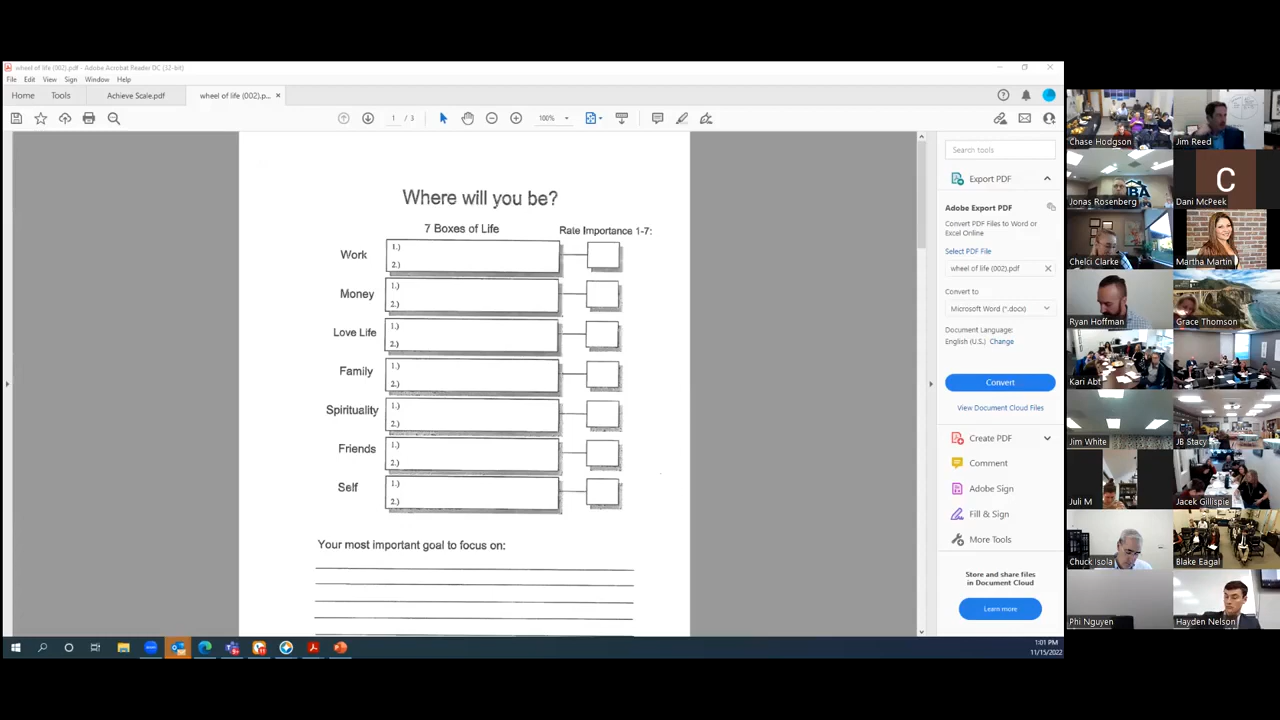 wheel of life (002).pdf - Adobe Acrobat Reader DC (32-bit)
File Edit View Sign Window Help
Home Tools Achieve Scale.pdf wheel of life (002).p... ×
1 / 3 100%
Where will you be?
7 Boxes of Life Rate Importance 1-7:
Work 1.)
2.)
Money 1.)
2.)
Love Life 1.)
2.)
Family 1.)
2.)
Spirituality 1.)
2.)
Friends 1.)
2.)
Self 1.)
2.)
Your most important goal to focus on:
Search tools
Export PDF
Adobe Export PDF
Convert PDF Files to Word or
Excel Online
Select PDF File
wheel of life (002).pdf
Convert to
Microsoft Word (*.docx)
Document Language:
English (U.S.) Change
Convert
View Document Cloud Files
Create PDF
Comment
Adobe Sign
Fill & Sign
More Tools
Store and share files
in Document Cloud
Learn more
1:01 PM
11/15/2022
Chase Hodgson Jim Reed
C
Jonas Rosenberg Dani McPeek
Chelci Clarke Martha Martin
Ryan Hoffman Grace Thomson
Kari Abt
Jim White JB Stacy
Juli M Jacek Gillispie
Chuck Isola Blake Eagal
Phi Nguyen Hayden Nelson